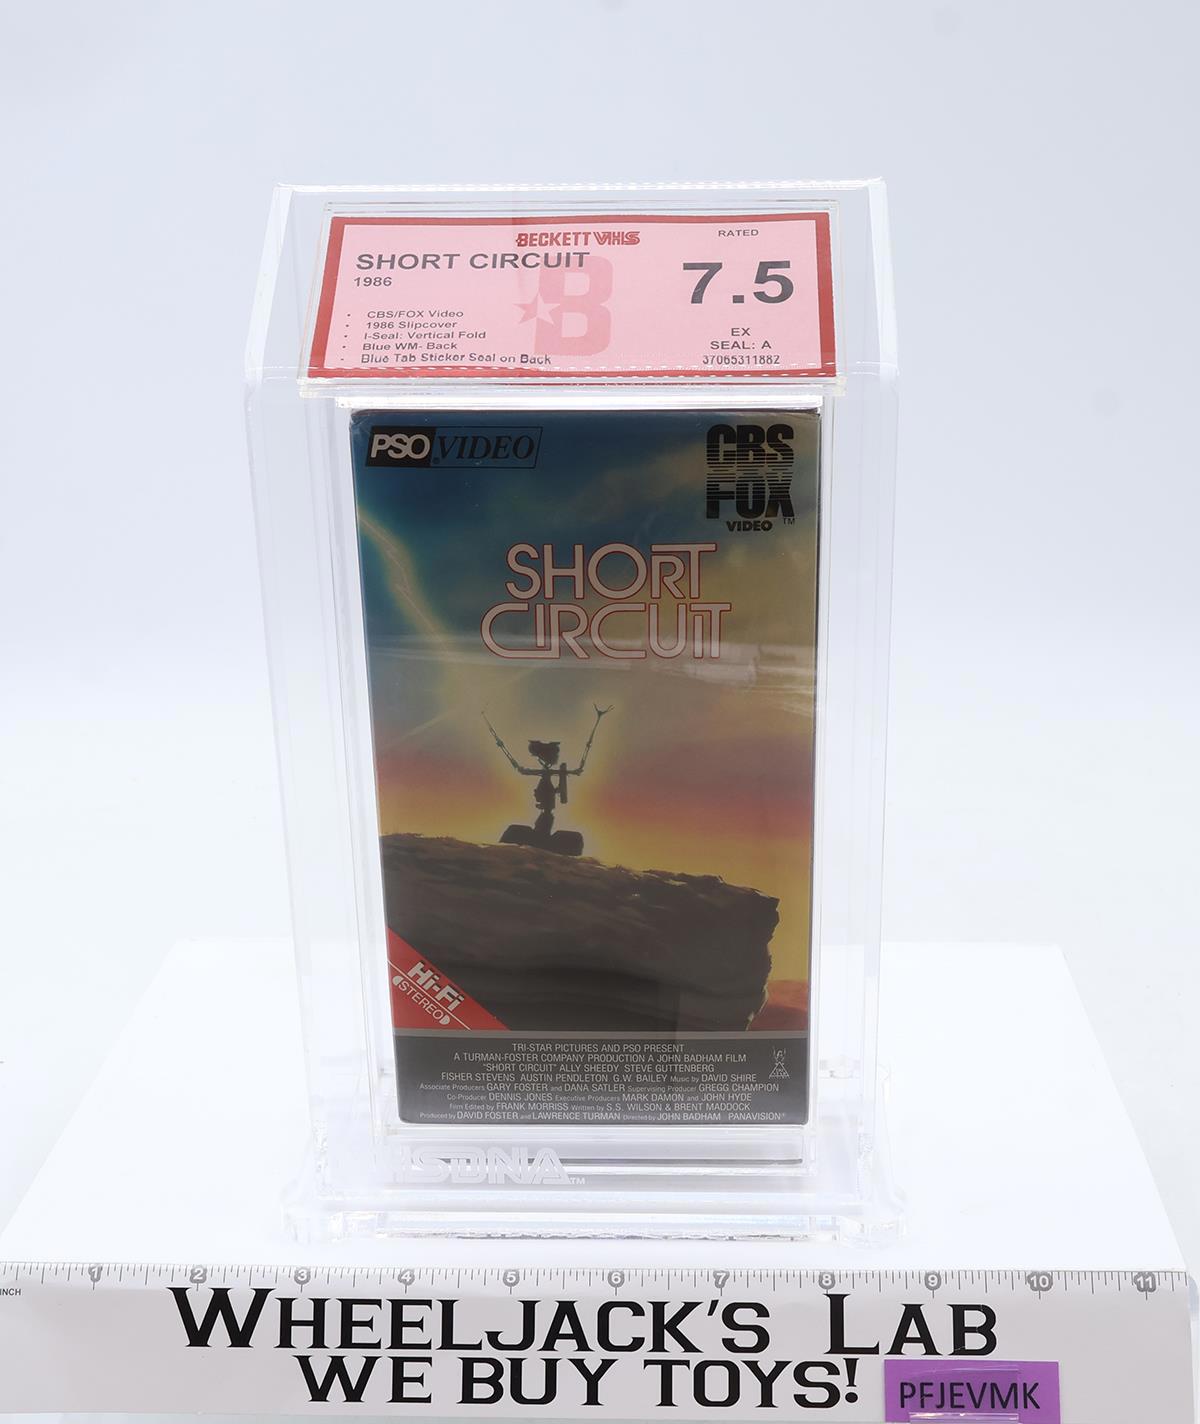 BECKETT VHS
RATED
SHORT CIRCUIT
1986
7.5
• CBS/FOX Video
• 1986 Slipcover
• I-Seal: Vertical Fold
• Blue WM- Back
• Blue Tab Sticker Seal on Back
B
EX
SEAL: A
37065311882
PSO VIDEO
CBS
FOX
VIDEO™
SHORT
CIRCUIT
Hi-Fi
STEREO
TRI-STAR PICTURES AND PSO PRESENT
A TURMAN-FOSTER COMPANY PRODUCTION A JOHN BADHAM FILM
"SHORT CIRCUIT" ALLY SHEEDY STEVE GUTTENBERG
FISHER STEVENS AUSTIN PENDLETON G.W. BAILEY Music by DAVID SHIRE
Associate Producers GARY FOSTER and DANA SATLER Supervising Producer GREGG CHAMPION
Co-Producer DENNIS JONES Executive Producers MARK DAMON and JOHN HYDE
Film Edited by FRANK MORRISS Written by S.S. WILSON & BRENT MADDOCK
Produced by DAVID FOSTER and LAWRENCE TURMAN Directed by JOHN BADHAM PANAVISION®
VHSDNA™
INCH 1 2 3 4 5 6 7 8 9 10 11
WHEELJACK'S LAB
WE BUY TOYS!
PFJEVMK